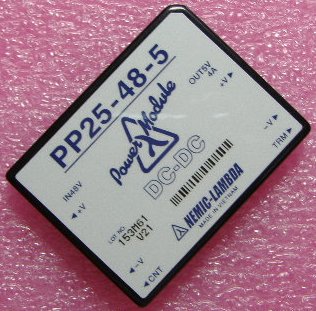 PP25-48-5
OUT5V
4A
+V
Power Module
DC-DC
-V
TRM
IN48V
+V
LOT NO
153M61
V21
NEMIC-LAMBDA
MADE IN VIETNAM
-V
CNT